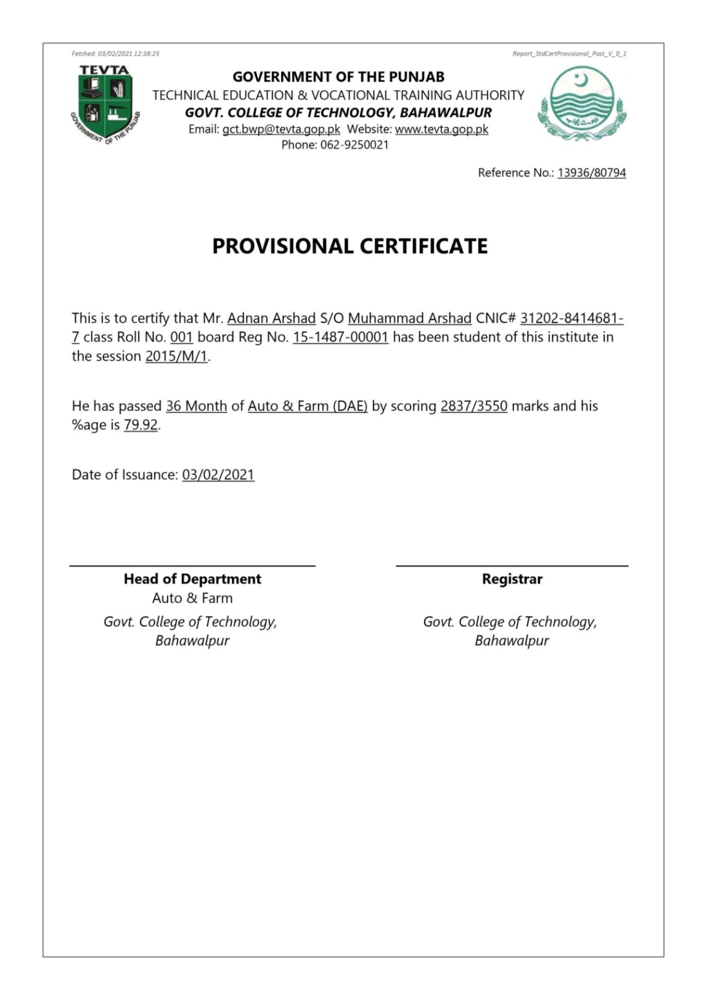 Fetched: 03/02/2021 12:38:25
Report_StdCertProvisional_Post_V_0_1
TEVTA
GOVERNMENT OF THE PUNJAB
GOVERNMENT OF THE PUNJAB
TECHNICAL EDUCATION & VOCATIONAL TRAINING AUTHORITY
GOVT. COLLEGE OF TECHNOLOGY, BAHAWALPUR
Email: gct.bwp@tevta.gop.pk Website: www.tevta.gop.pk
Phone: 062-9250021
Reference No.: 13936/80794
PROVISIONAL CERTIFICATE
This is to certify that Mr. Adnan Arshad S/O Muhammad Arshad CNIC# 31202-8414681-
7 class Roll No. 001 board Reg No. 15-1487-00001 has been student of this institute in
the session 2015/M/1.
He has passed 36 Month of Auto & Farm (DAE) by scoring 2837/3550 marks and his
%age is 79.92.
Date of Issuance: 03/02/2021
Head of Department
Auto & Farm
Govt. College of Technology,
Bahawalpur
Registrar
Govt. College of Technology,
Bahawalpur